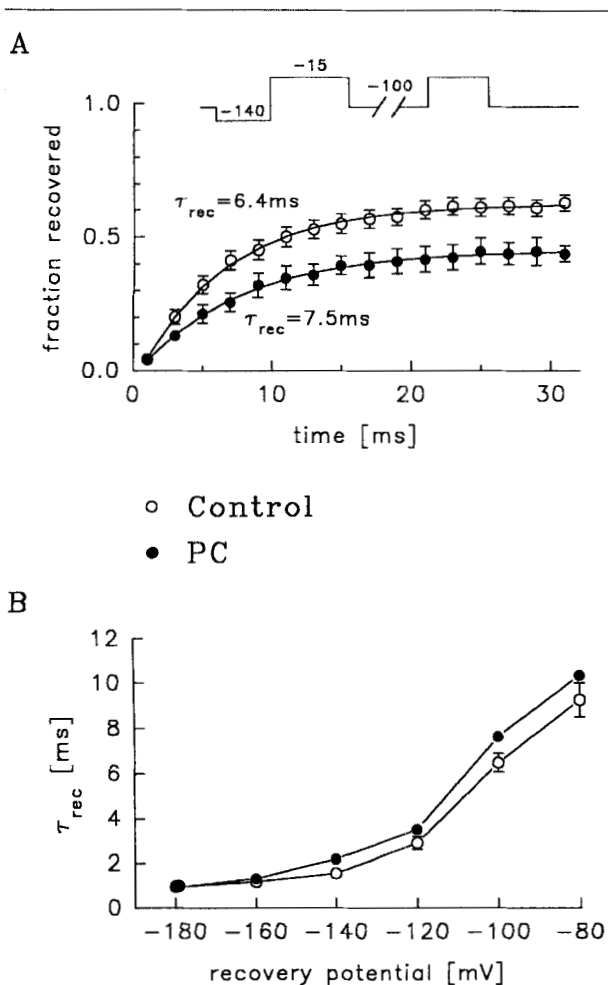 A
-15
-100
-140
1.0
0.5
0.0
fraction recovered
τrec=6.4ms
τrec=7.5ms
0 10 20 30
time [ms]
○ Control
● PC
B
12
10
8
6
4
2
0
τrec [ms]
-180 -160 -140 -120 -100 -80
recovery potential [mV]